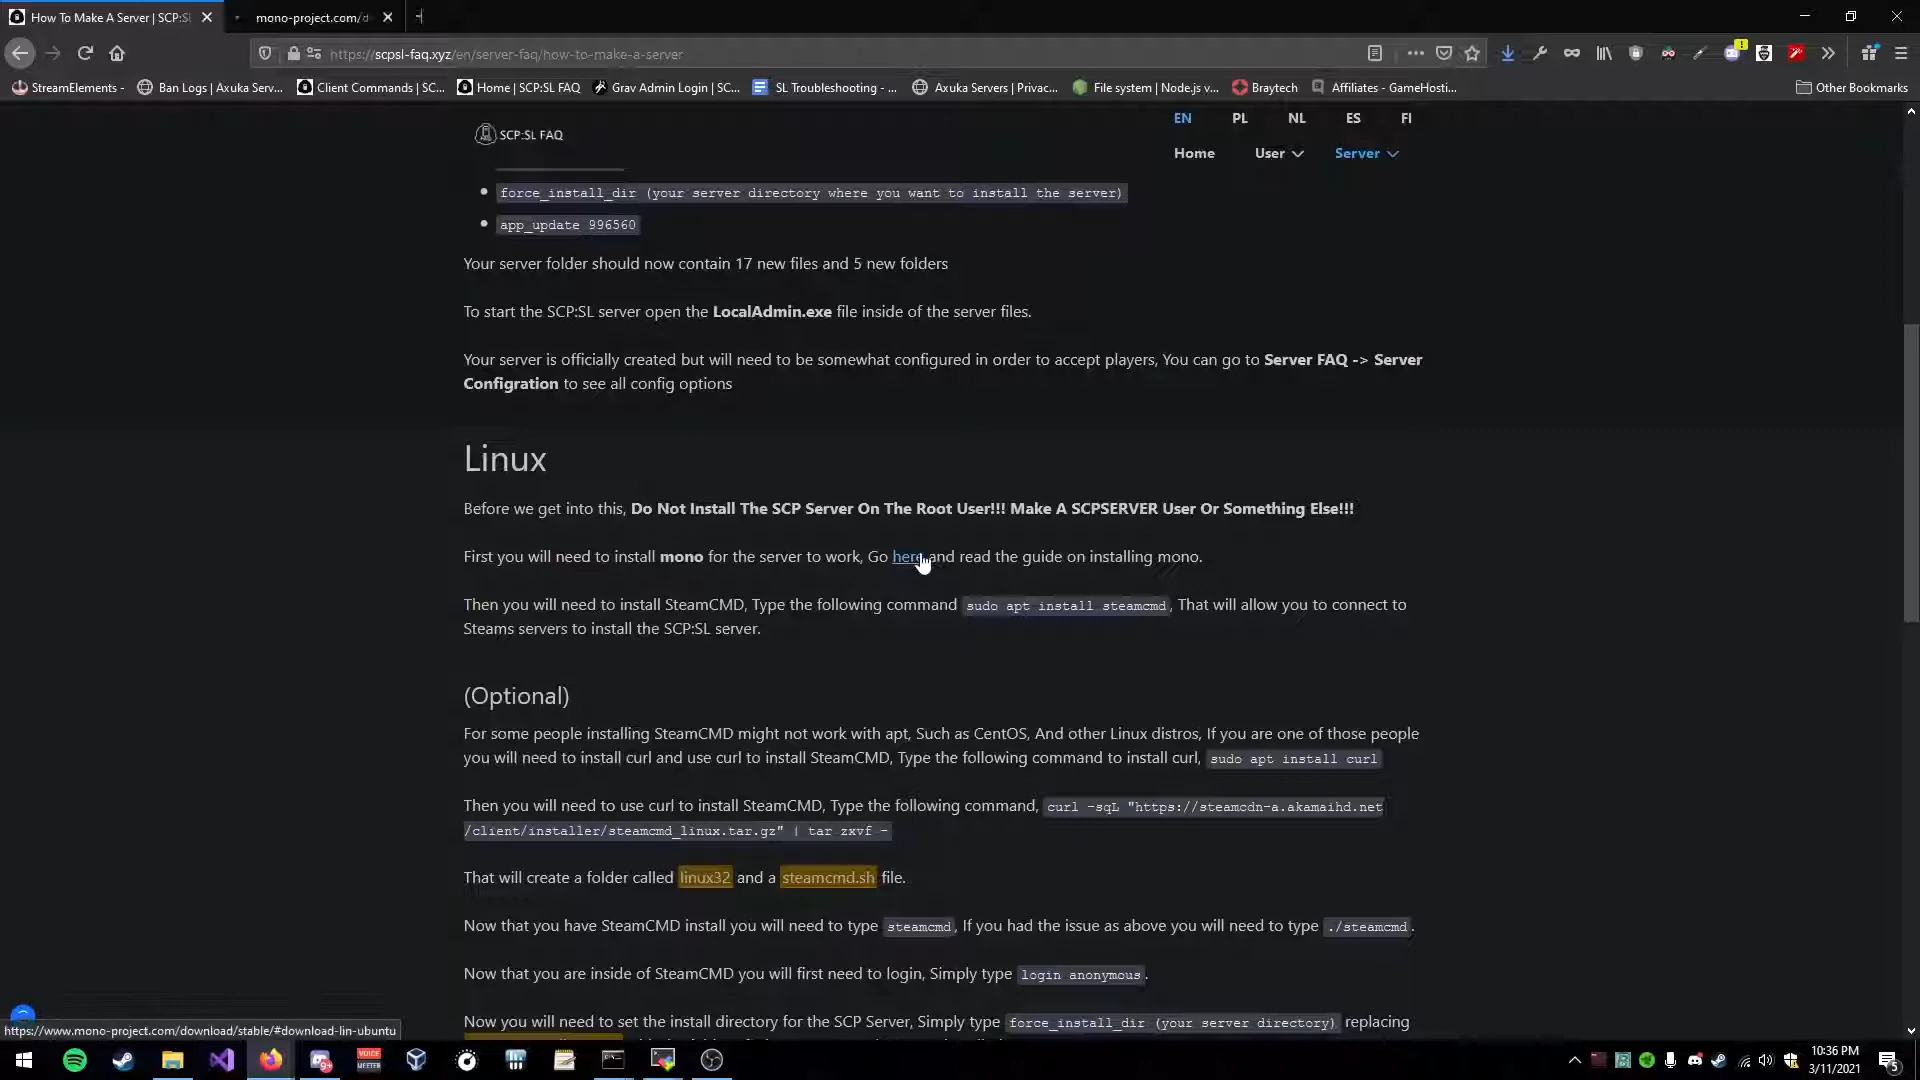 How To Make A Server | SCP:SL
mono-project.com/d
https://scpsl-faq.xyz/en/server-faq/how-to-make-a-server
StreamElements -
Ban Logs | Axuka Serv...
Client Commands | SC...
Home | SCP:SL FAQ
Grav Admin Login | SC...
SL Troubleshooting - ...
Axuka Servers | Privac...
File system | Node.js v...
Braytech
Affiliates - GameHosti...
Other Bookmarks
SCP:SL FAQ
EN PL NL ES FI
Home User Server
force_install_dir (your server directory where you want to install the server)
app_update 996560
Your server folder should now contain 17 new files and 5 new folders
To start the SCP:SL server open the LocalAdmin.exe file inside of the server files.
Your server is officially created but will need to be somewhat configured in order to accept players, You can go to Server FAQ -> Server
Configration to see all config options
Linux
Before we get into this, Do Not Install The SCP Server On The Root User!!! Make A SCPSERVER User Or Something Else!!!
First you will need to install mono for the server to work, Go here and read the guide on installing mono.
Then you will need to install SteamCMD, Type the following command sudo apt install steamcmd, That will allow you to connect to
Steams servers to install the SCP:SL server.
(Optional)
For some people installing SteamCMD might not work with apt, Such as CentOS, And other Linux distros, If you are one of those people
you will need to install curl and use curl to install SteamCMD, Type the following command to install curl, sudo apt install curl
Then you will need to use curl to install SteamCMD, Type the following command, curl -sqL "https://steamcdn-a.akamaihd.net
/client/installer/steamcmd_linux.tar.gz" | tar zxvf -
That will create a folder called linux32 and a steamcmd.sh file.
Now that you have SteamCMD install you will need to type steamcmd, If you had the issue as above you will need to type ./steamcmd.
Now that you are inside of SteamCMD you will first need to login, Simply type login anonymous.
Now you will need to set the install directory for the SCP Server, Simply type force_install_dir (your server directory) replacing
https://www.mono-project.com/download/stable/#download-lin-ubuntu
VOICE
MEETER
9+
10:36 PM
3/11/2021
5